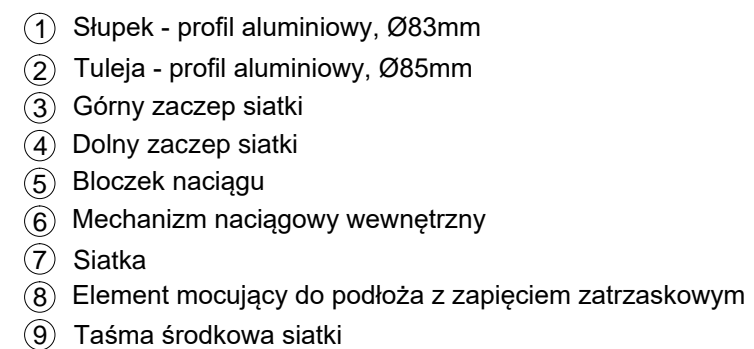 1 Słupek - profil aluminiowy, Ø83mm
2 Tuleja - profil aluminiowy, Ø85mm
3 Górny zaczep siatki
4 Dolny zaczep siatki
5 Bloczek naciągu
6 Mechanizm naciągowy wewnętrzny
7 Siatka
8 Element mocujący do podłoża z zapięciem zatrzaskowym
9 Taśma środkowa siatki